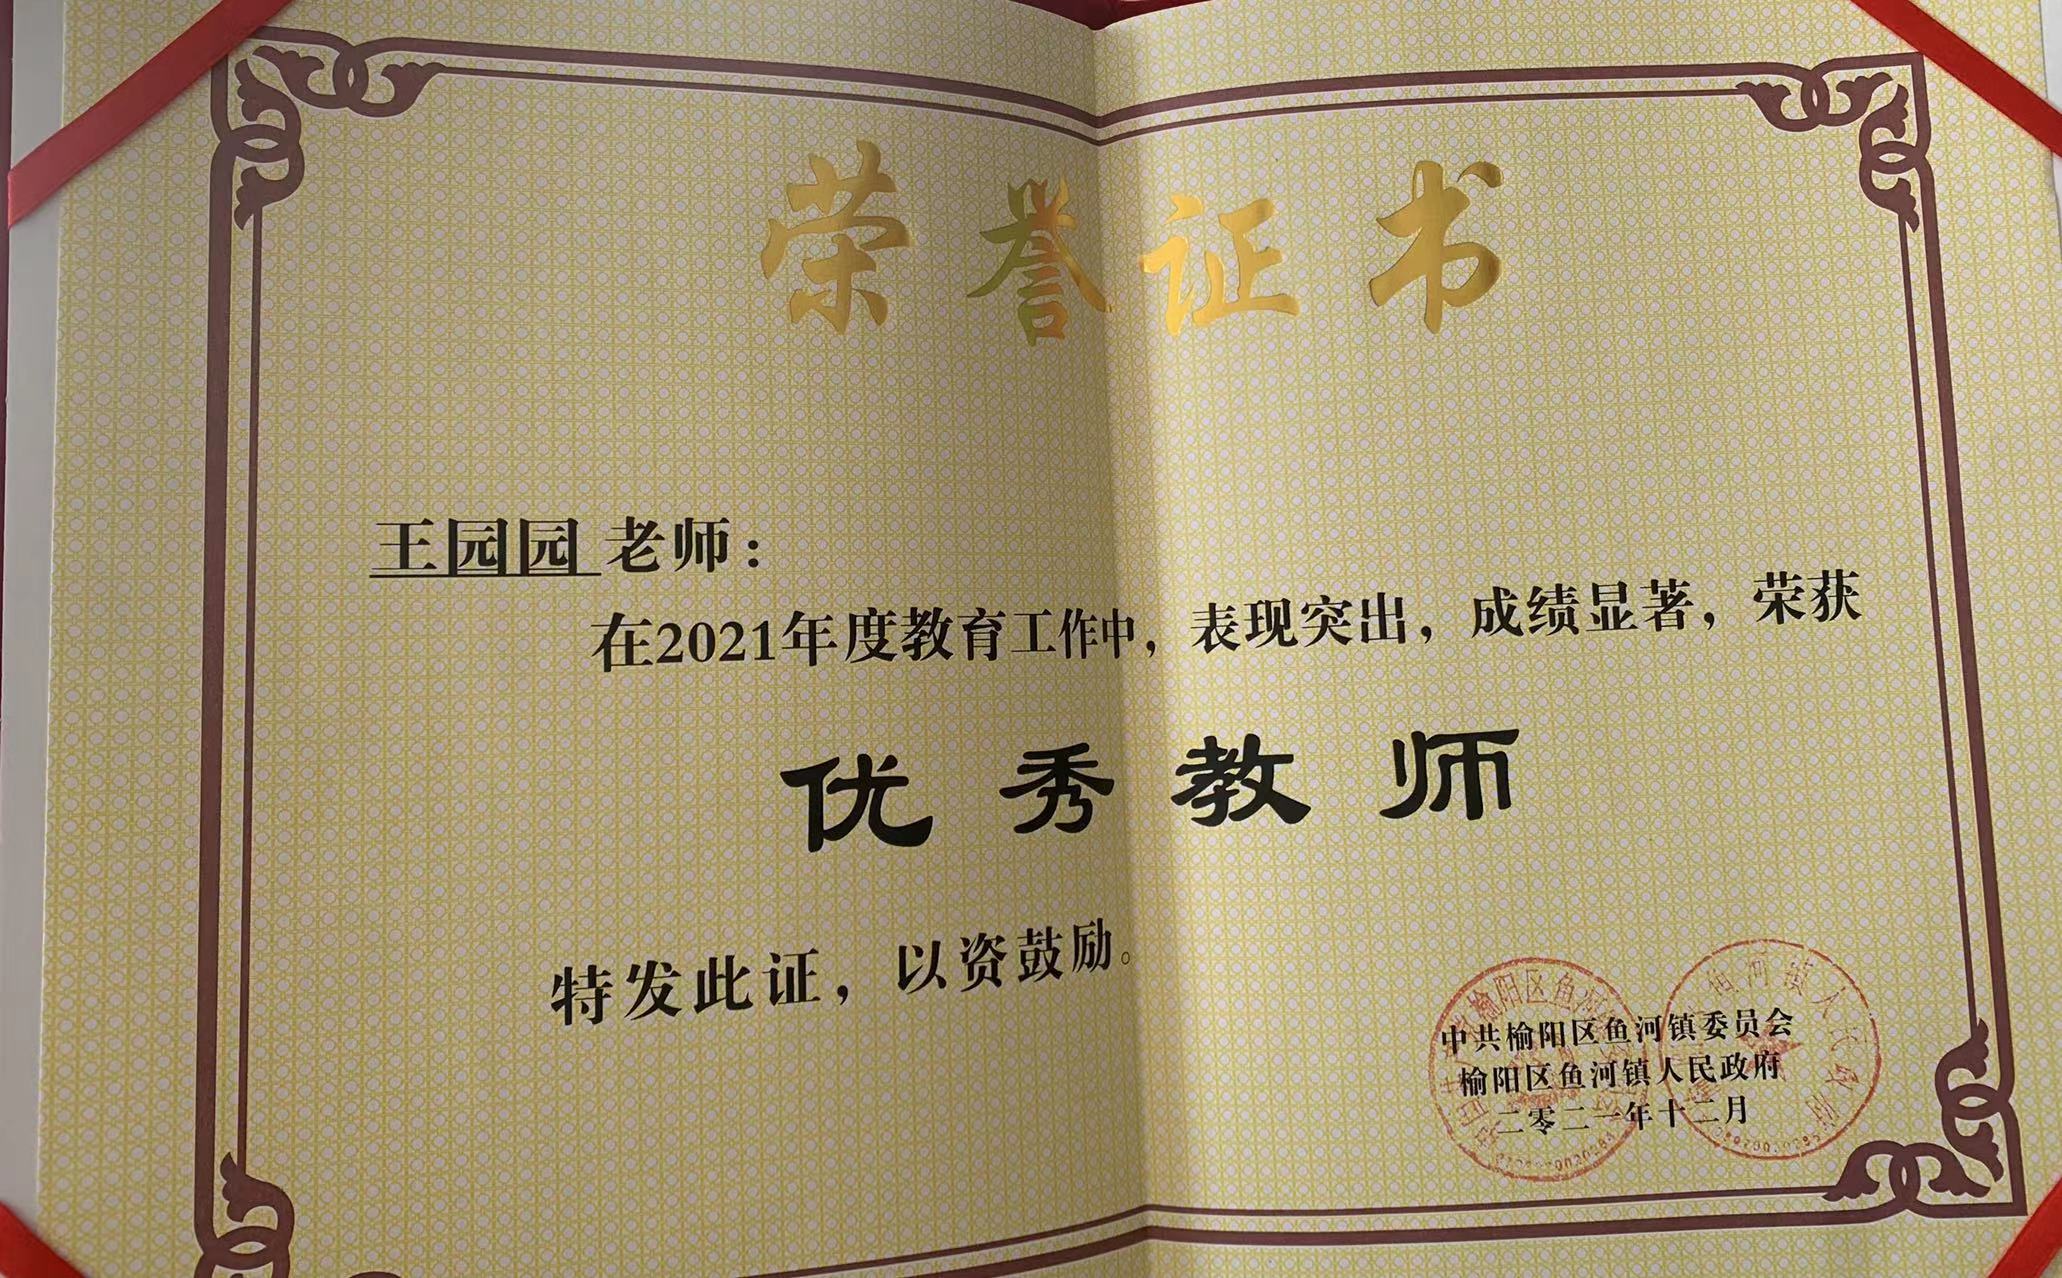 荣誉证书
王园园 老师：
在2021年度教育工作中，表现突出，成绩显著，荣获
优秀教师
特发此证，以资鼓励。
中共榆阳区鱼河镇委员会
榆阳区鱼河镇人民政府
二零二一年十二月